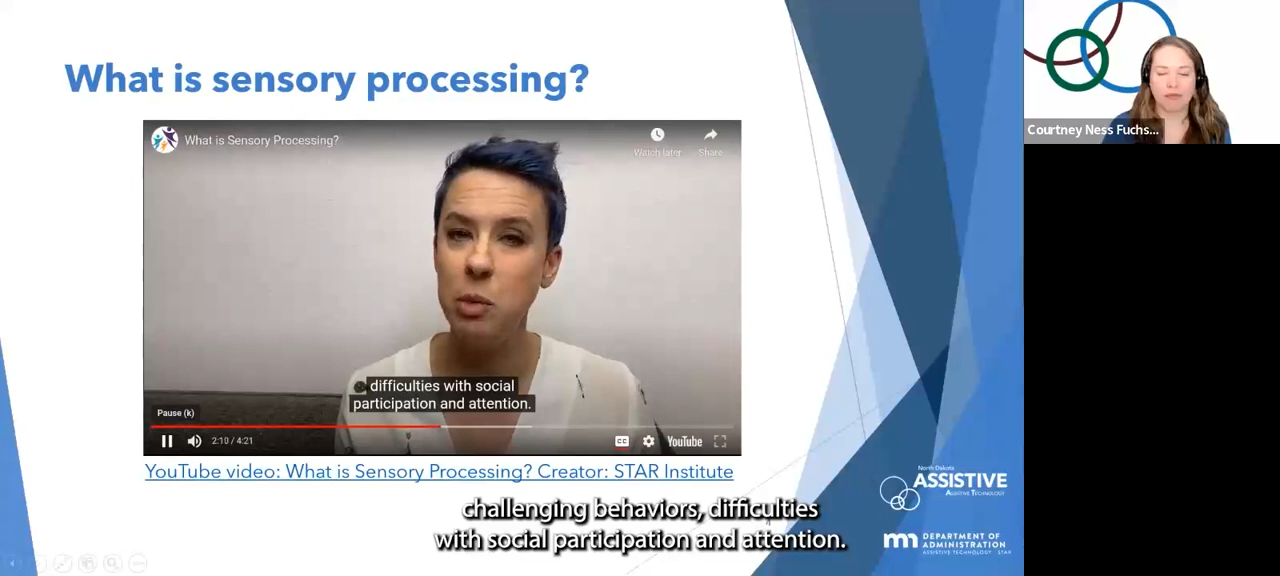 What is sensory processing?
What is Sensory Processing?
Watch later
Share
difficulties with social
participation and attention.
Pause (k)
2:10 / 4:21
CC
YouTube
YouTube video: What is Sensory Processing? Creator: STAR Institute
challenging behaviors, difficulties
with social participation and attention.
North Dakota
ASSISTIVE
ASSISTIVE TECHNOLOGY
DEPARTMENT OF
ADMINISTRATION
ASSISTIVE TECHNOLOGY STAR
Courtney Ness Fuchs...